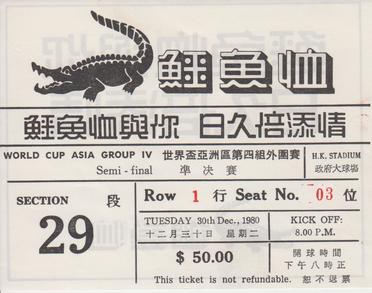 鱷魚恤
鱷魚恤與你 日久倍添情
WORLD CUP ASIA GROUP IV 世界盃亞洲區第四組外圍賽
Semi-final 準決賽
H.K. STADIUM
政府大球場
SECTION 段
29
Row 1 行 Seat No. 03 位
TUESDAY 30th Dec., 1980
十二月三十日 星期二
KICK OFF:
8.00 P.M.
$ 50.00
開球時間
下午八時正
This ticket is not refundable. 恕不退票